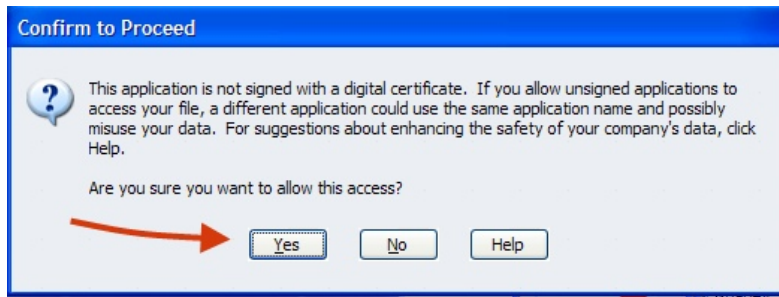 Confirm to Proceed
This application is not signed with a digital certificate.  If you allow unsigned applications to
access your file, a different application could use the same application name and possibly
misuse your data.  For suggestions about enhancing the safety of your company's data, click
Help.
Are you sure you want to allow this access?
Yes No Help